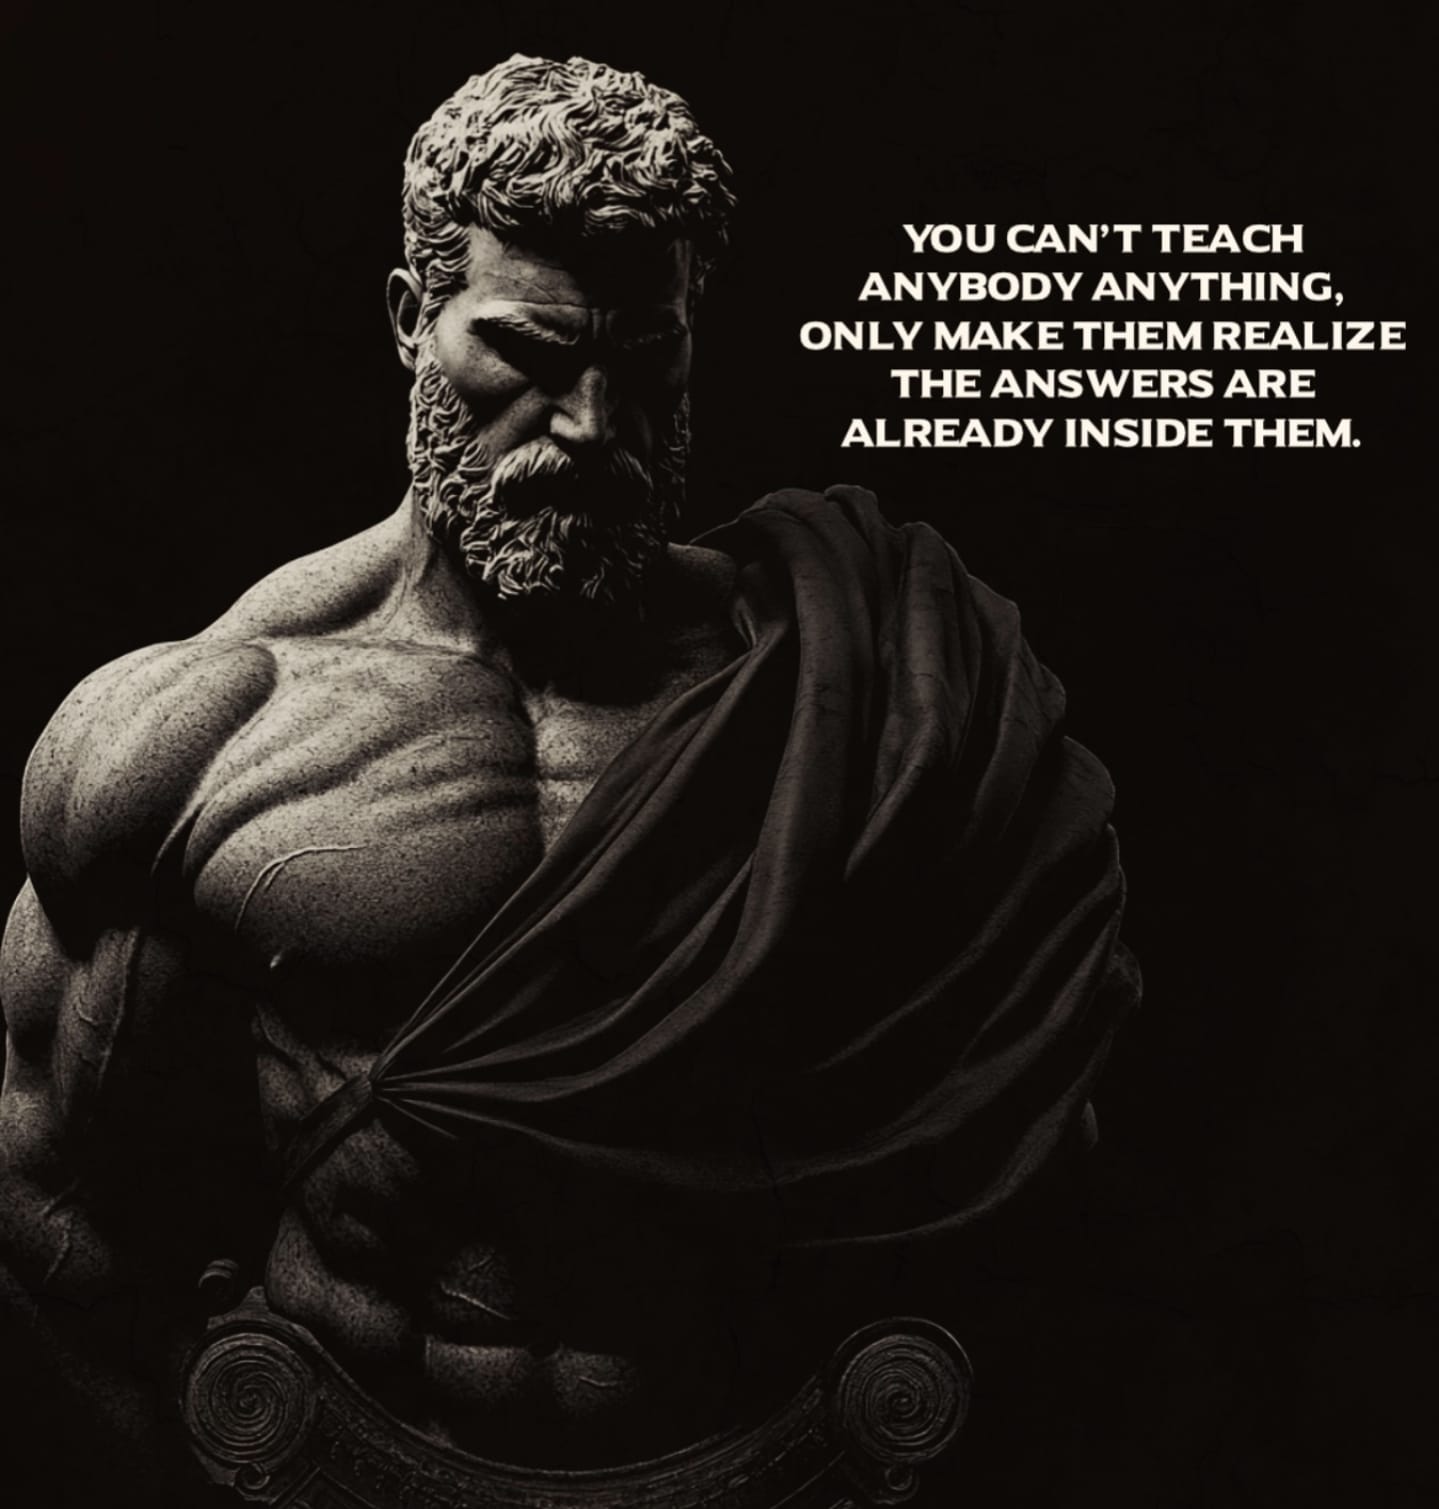 YOU CAN’T TEACH
ANYBODY ANYTHING,
ONLY MAKE THEM REALIZE
THE ANSWERS ARE
ALREADY INSIDE THEM.